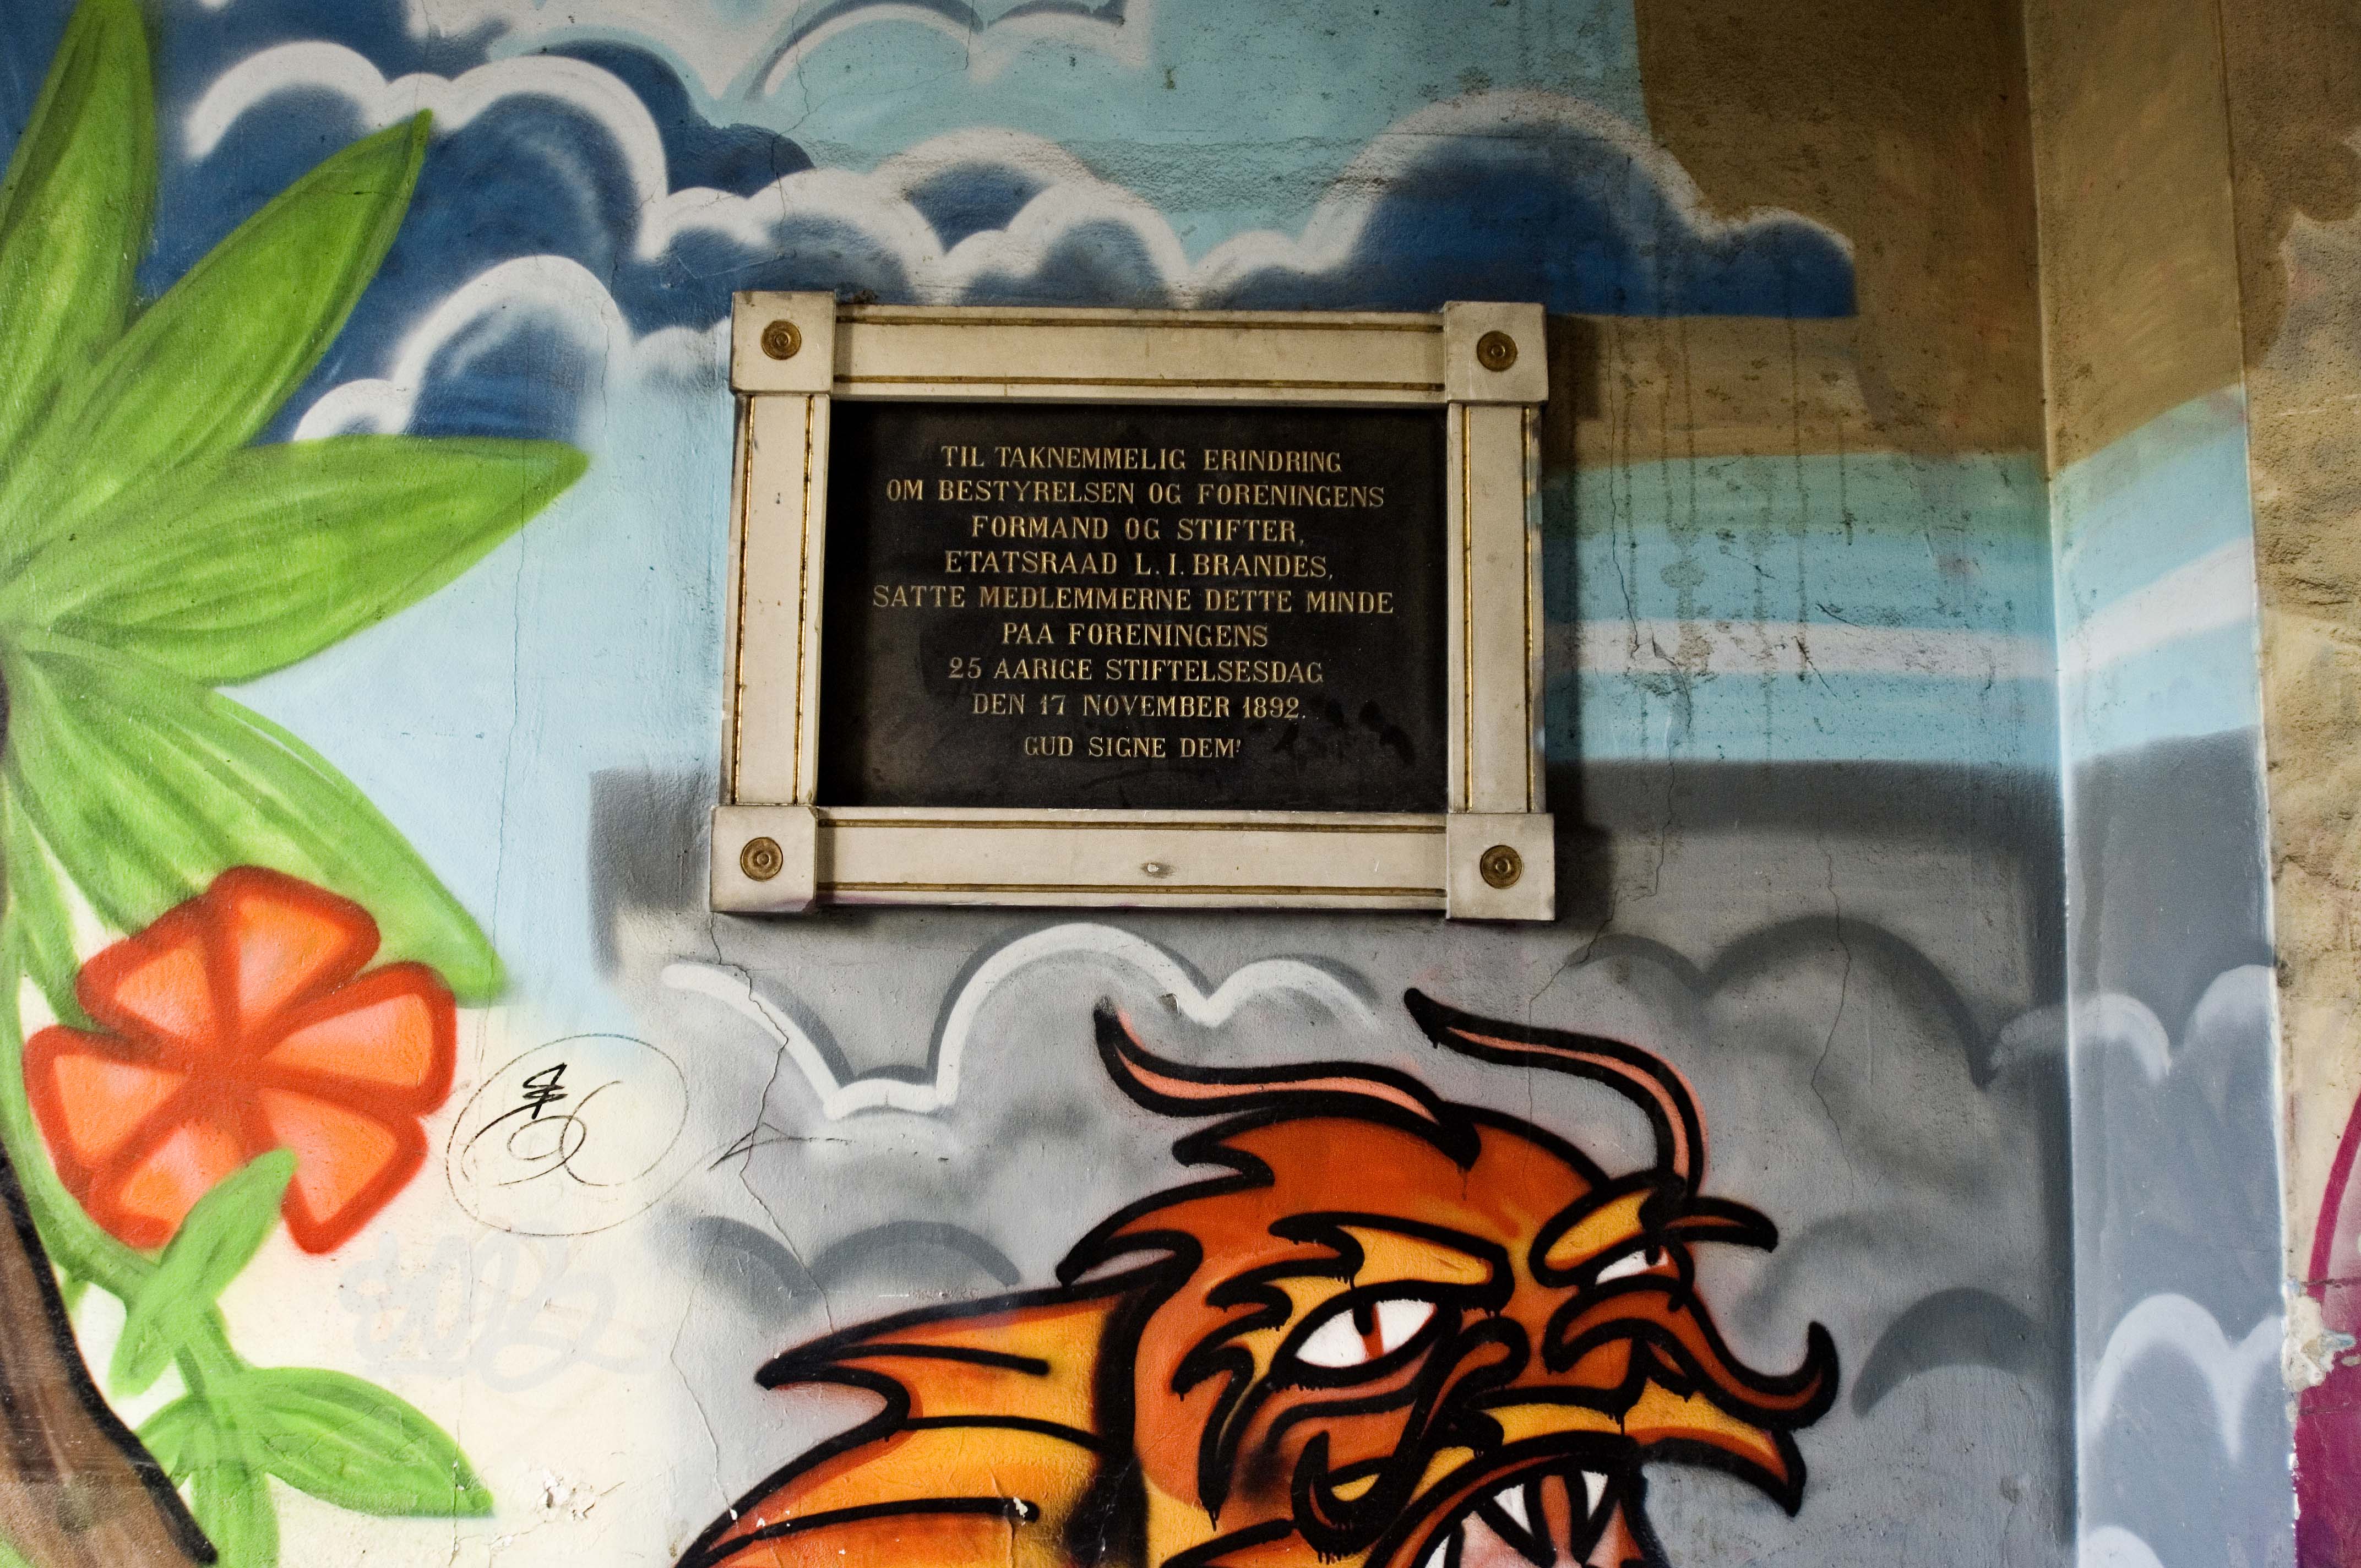 TIL TAKNEMMELIG ERINDRING
OM BESTYRELSEN OG FORENINGENS
FORMAND OG STIFTER,
ETATSRAAD L. I. BRANDES,
SATTE MEDLEMMERNE DETTE MINDE
PAA FORENINGENS
25 AARIGE STIFTELSESDAG
DEN 17 NOVEMBER 1892.
GUD SIGNE DEM!